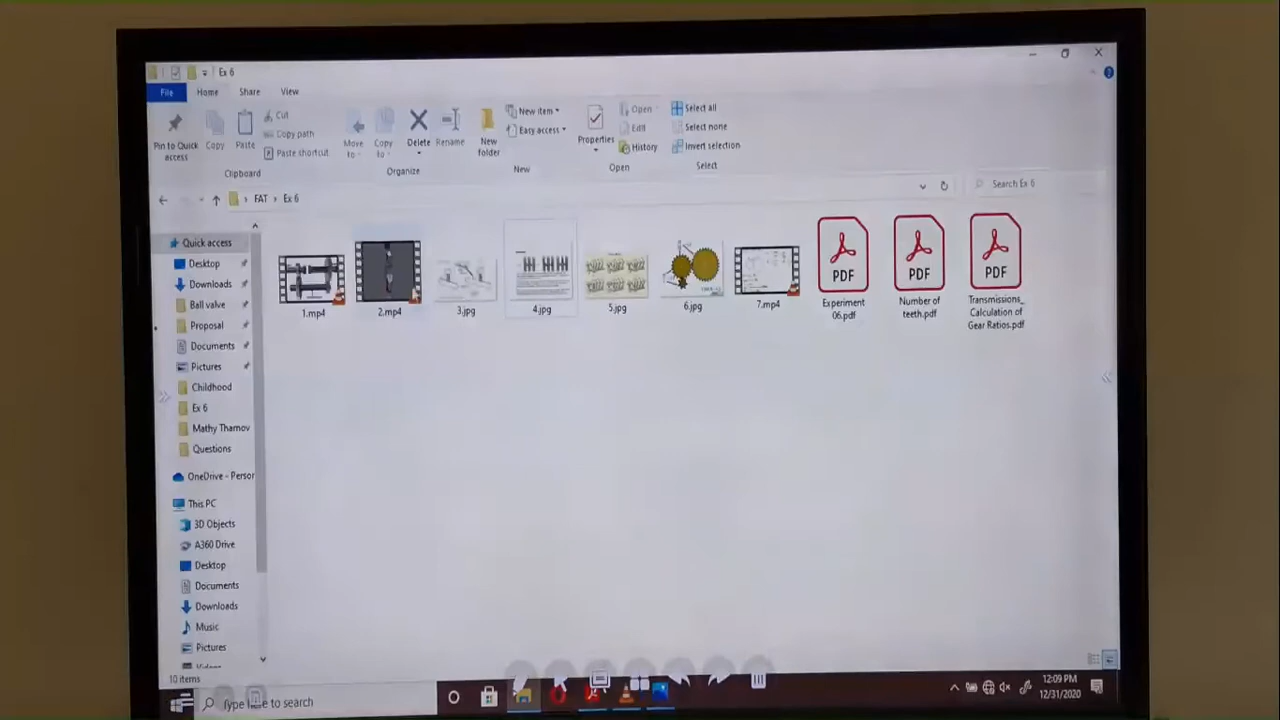 Ex 6
File Home Share View
Pin to Quick access
Copy
Paste
Cut
Copy path
Paste shortcut
Clipboard
Move to
Copy to
Delete
Rename
Organize
New folder
New item
Easy access
New
Properties
Open
Edit
History
Open
Select all
Select none
Invert selection
Select
FAT > Ex 6
Search Ex 6
Quick access
Desktop
Downloads
Ball valve
Proposal
Documents
Pictures
Childhood
Ex 6
Mathy Thamov
Questions
OneDrive - Persor
This PC
3D Objects
A360 Drive
Desktop
Documents
Downloads
Music
Pictures
1.mp4
2.mp4
3.jpg
4.jpg
5.jpg
6.jpg
7.mp4
PDF
Experiment
06.pdf
PDF
Number of
teeth.pdf
PDF
Transmissions_
Calculation of
Gear Ratios.pdf
10 items
Type here to search
12:09 PM
12/31/2020